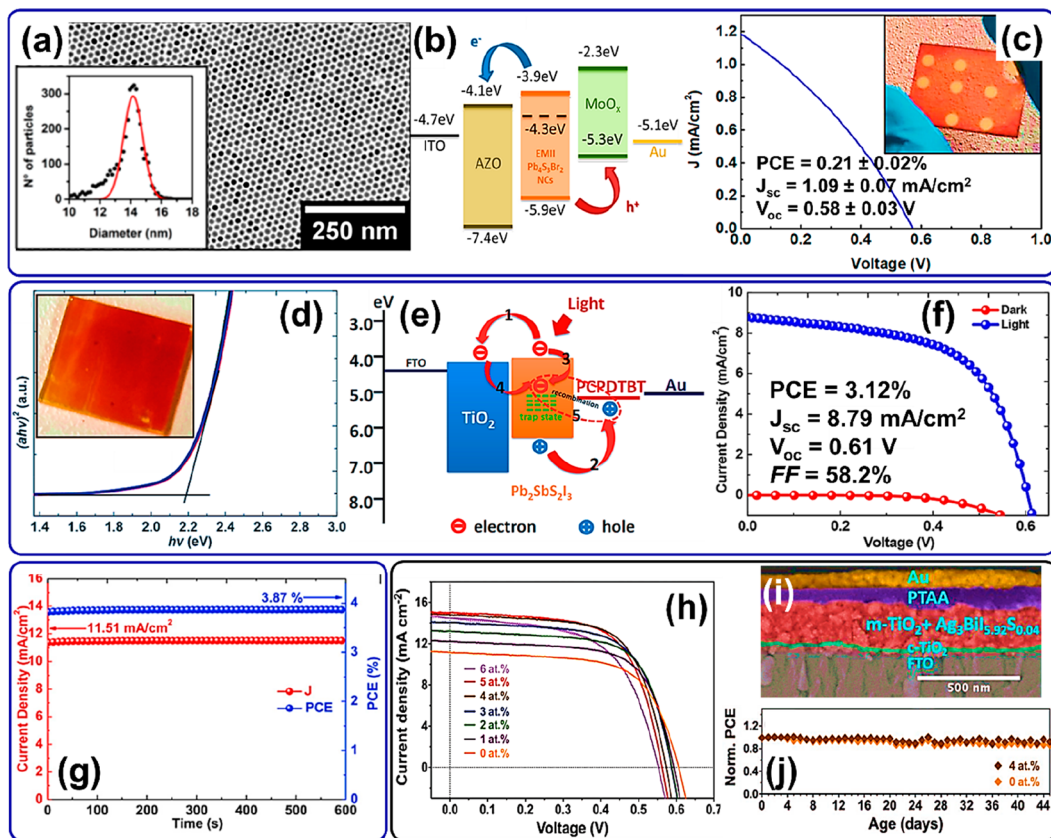 (a)
N° of particles
300
200
100
0
10 12 14 16 18
Diameter (nm)
250 nm
(b)
e⁻
-2.3eV
-3.9eV
-4.1eV
-4.7eV
ITO
MoOₓ
-4.3eV
-5.3eV
-5.1eV
Au
AZO
EMII
Pb₄S₃Br₂
NCs
-5.9eV
h⁺
-7.4eV
(c)
J (mA/cm²)
1.2
1.0
0.8
0.6
0.4
0.2
0.0
PCE = 0.21 ± 0.02%
Jsc = 1.09 ± 0.07 mA/cm²
Voc = 0.58 ± 0.03 V
0.0 0.2 0.4 0.6 0.8 1.0
Voltage (V)
(d)
(ahv)² (a.u.)
1.4 1.6 1.8 2.0 2.2 2.4 2.6 2.8 3.0
hv (eV)
(e)
eV
3.0
4.0
5.0
6.0
7.0
8.0
Light
1
3
FTO
4
PCPDTBT
Au
recombination
TiO₂
trap state
5
2
Pb₂SbS₂I₃
electron
hole
(f)
Dark
Light
Current Density (mA/cm²)
10
8
6
4
2
0
PCE = 3.12%
Jsc = 8.79 mA/cm²
Voc = 0.61 V
FF = 58.2%
0.0 0.2 0.4 0.6
Voltage (V)
(g)
Current Density (mA/cm²)
16
14
12
10
8
6
4
2
0
3.87 %
11.51 mA/cm²
J
PCE
4
3
2
1
0
PCE (%)
0 100 200 300 400 500 600
Time (s)
(h)
Current density (mA cm⁻²)
16
12
8
4
0
6 at.%
5 at.%
4 at.%
3 at.%
2 at.%
1 at.%
0 at.%
0.0 0.1 0.2 0.3 0.4 0.5 0.6 0.7
Voltage (V)
(i)
Au
PTAA
m-TiO₂+ Ag₃BiI₅.₉₂S₀.₀₄
c-TiO₂
FTO
500 nm
(j)
Norm. PCE
1.2
0.8
0.4
0.0
4 at.%
0 at.%
0 4 8 12 16 20 24 28 32 36 40 44
Age (days)